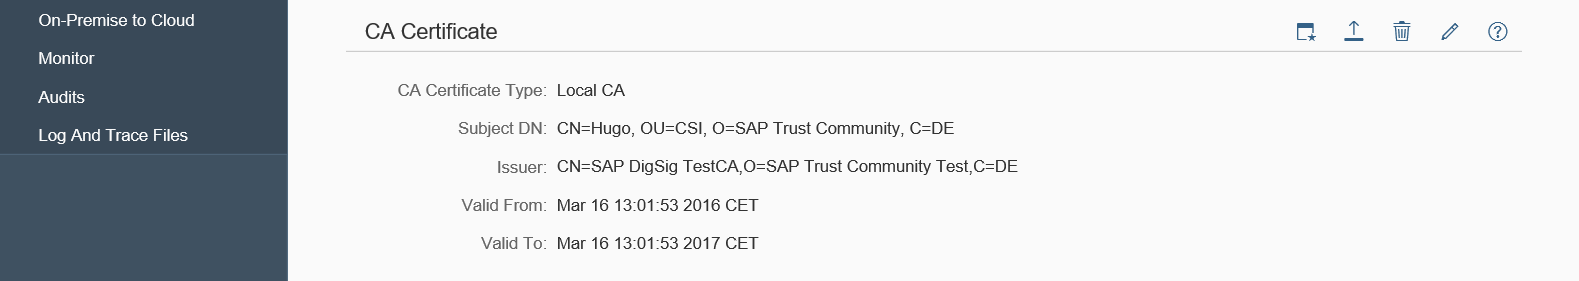 On-Premise to Cloud
Monitor
Audits
Log And Trace Files
CA Certificate
CA Certificate Type: Local CA
Subject DN: CN=Hugo, OU=CSI, O=SAP Trust Community, C=DE
Issuer: CN=SAP DigSig TestCA,O=SAP Trust Community Test,C=DE
Valid From: Mar 16 13:01:53 2016 CET
Valid To: Mar 16 13:01:53 2017 CET